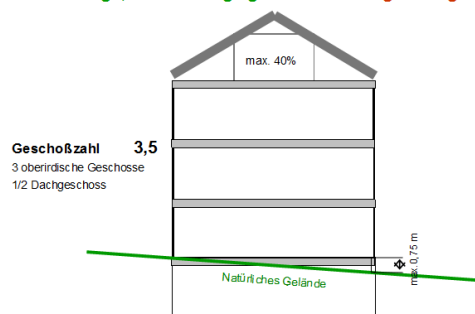 max. 40%
Geschoßzahl 3,5
3 oberirdische Geschosse
1/2 Dachgeschoss
max. 0,75 m
Natürliches Gelände